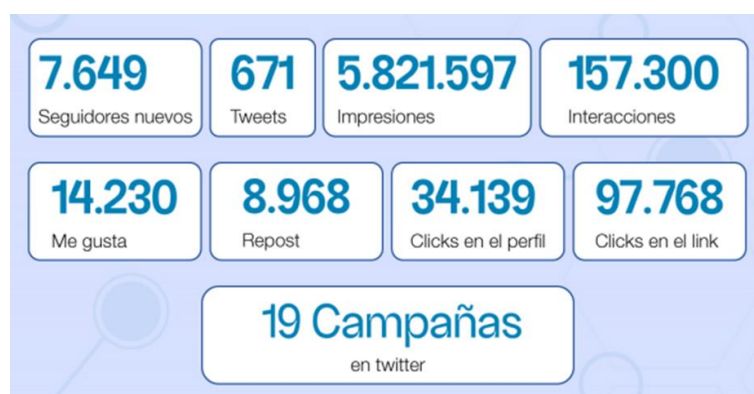 7.649
Seguidores nuevos
671
Tweets
5.821.597
Impresiones
157.300
Interacciones
14.230
Me gusta
8.968
Repost
34.139
Clicks en el perfil
97.768
Clicks en el link
19 Campañas
en twitter